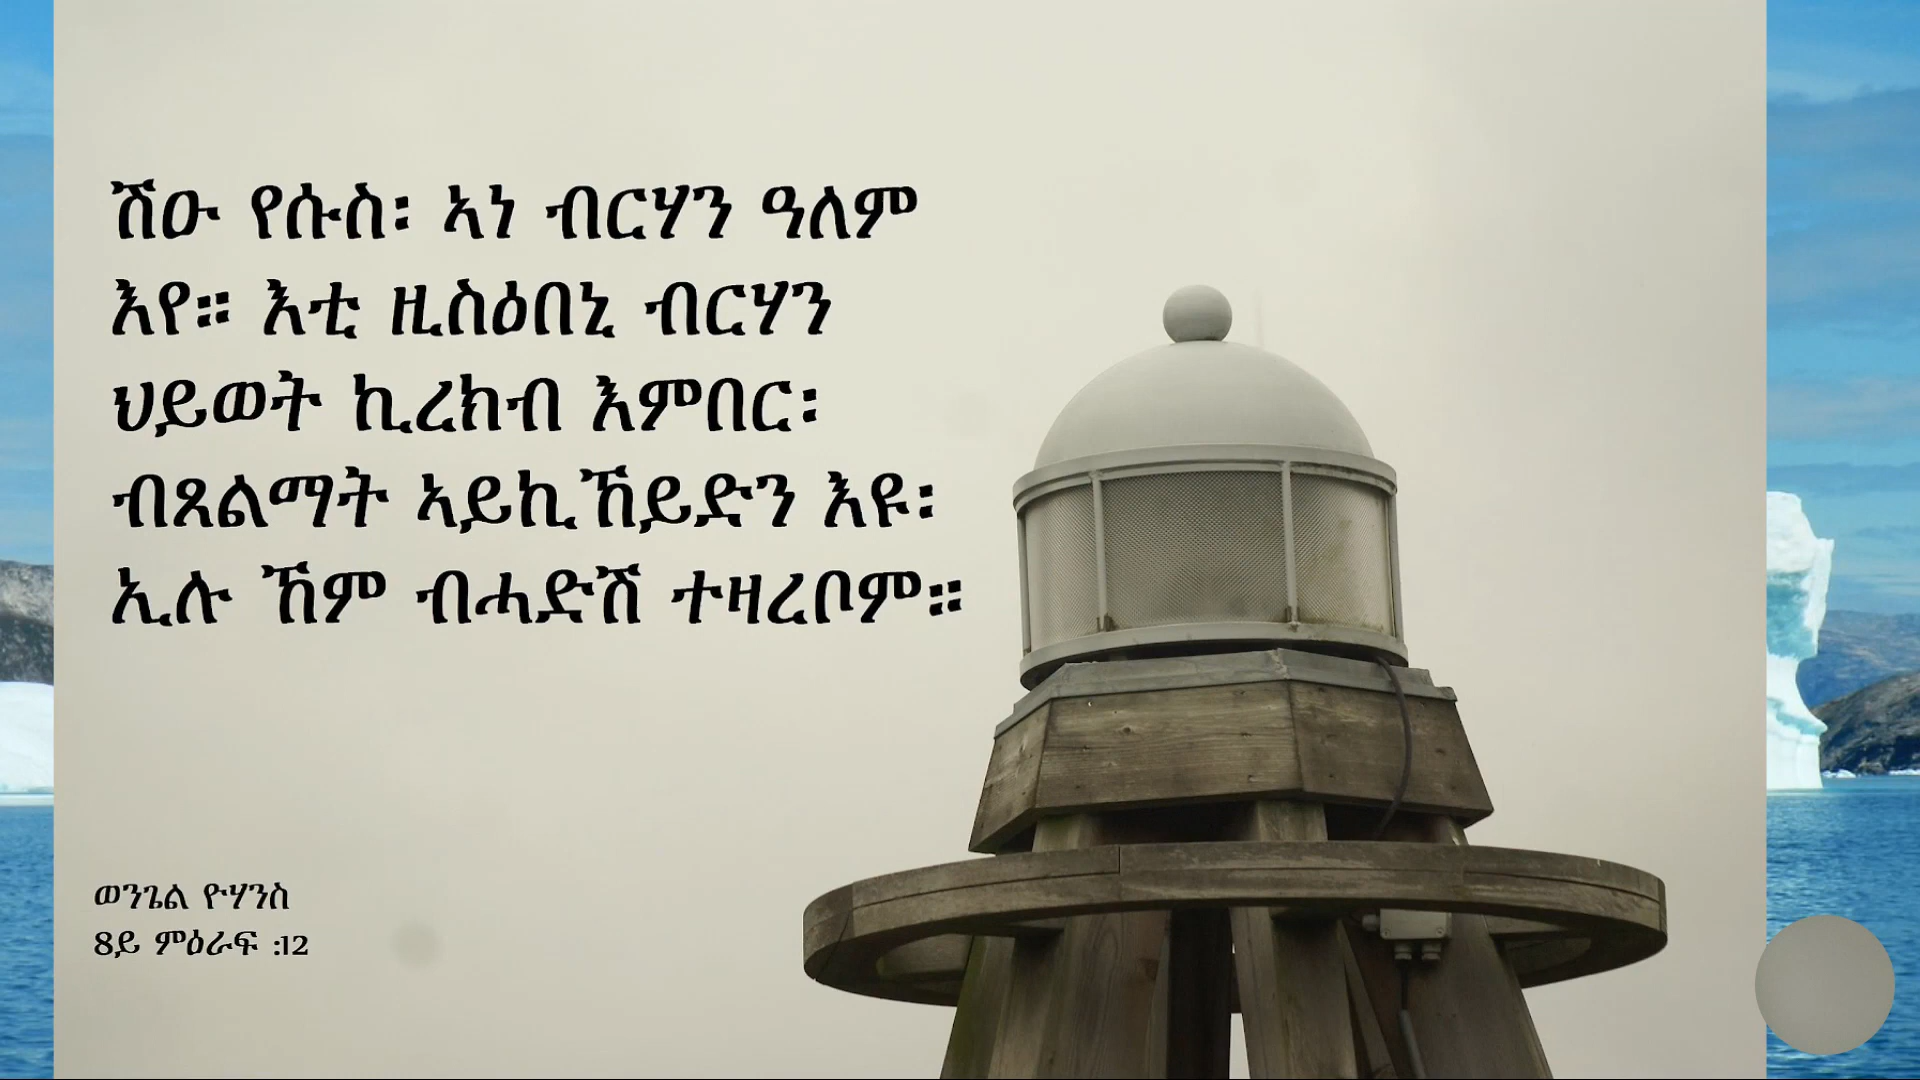 ሽዑ የሱስ፡ ኣነ ብርሃን ዓለም
እየ። እቲ ዚስዕበኒ ብርሃን
ህይወት ኪረክብ እምበር፡
ብጸልማት ኣይኪኸይድን እዩ፡
ኢሉ ኸም ብሓድሽ ተዛረቦም።
ወንጌል ዮሃንስ
8ይ ምዕራፍ :12